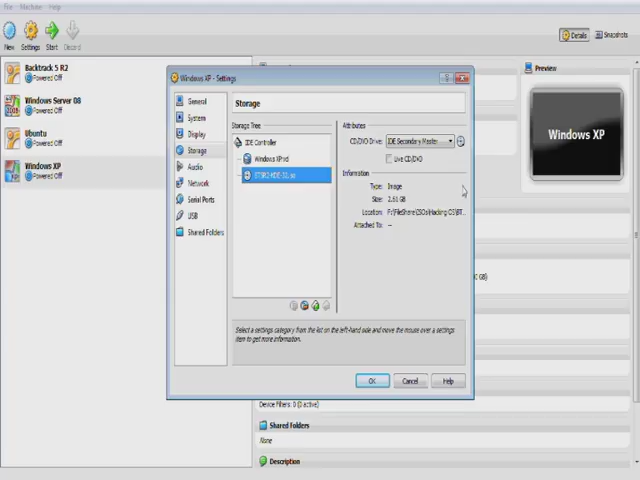 File Machine Help
New Settings Start Discard
Details Snapshots
Backtrack 5 R2
Powered Off
Windows Server 08
Powered Off
Ubuntu
Powered Off
Windows XP
Powered Off
Preview
Windows XP
Windows XP - Settings
General
System
Display
Storage
Audio
Network
Serial Ports
USB
Shared Folders
Storage
Storage Tree
IDE Controller
Windows XP.vdi
Attributes
CD/DVD Drive: IDE Secondary Master
Live CD/DVD
Information
Type: Image
Size: 2.61 GB
Location:
Attached To: --
Select a settings category from the list on the left-hand side and move the mouse over a settings
item to get more information.
OK Cancel Help
GB)
Device Filters: 0 (0 active)
Shared Folders
None
Description